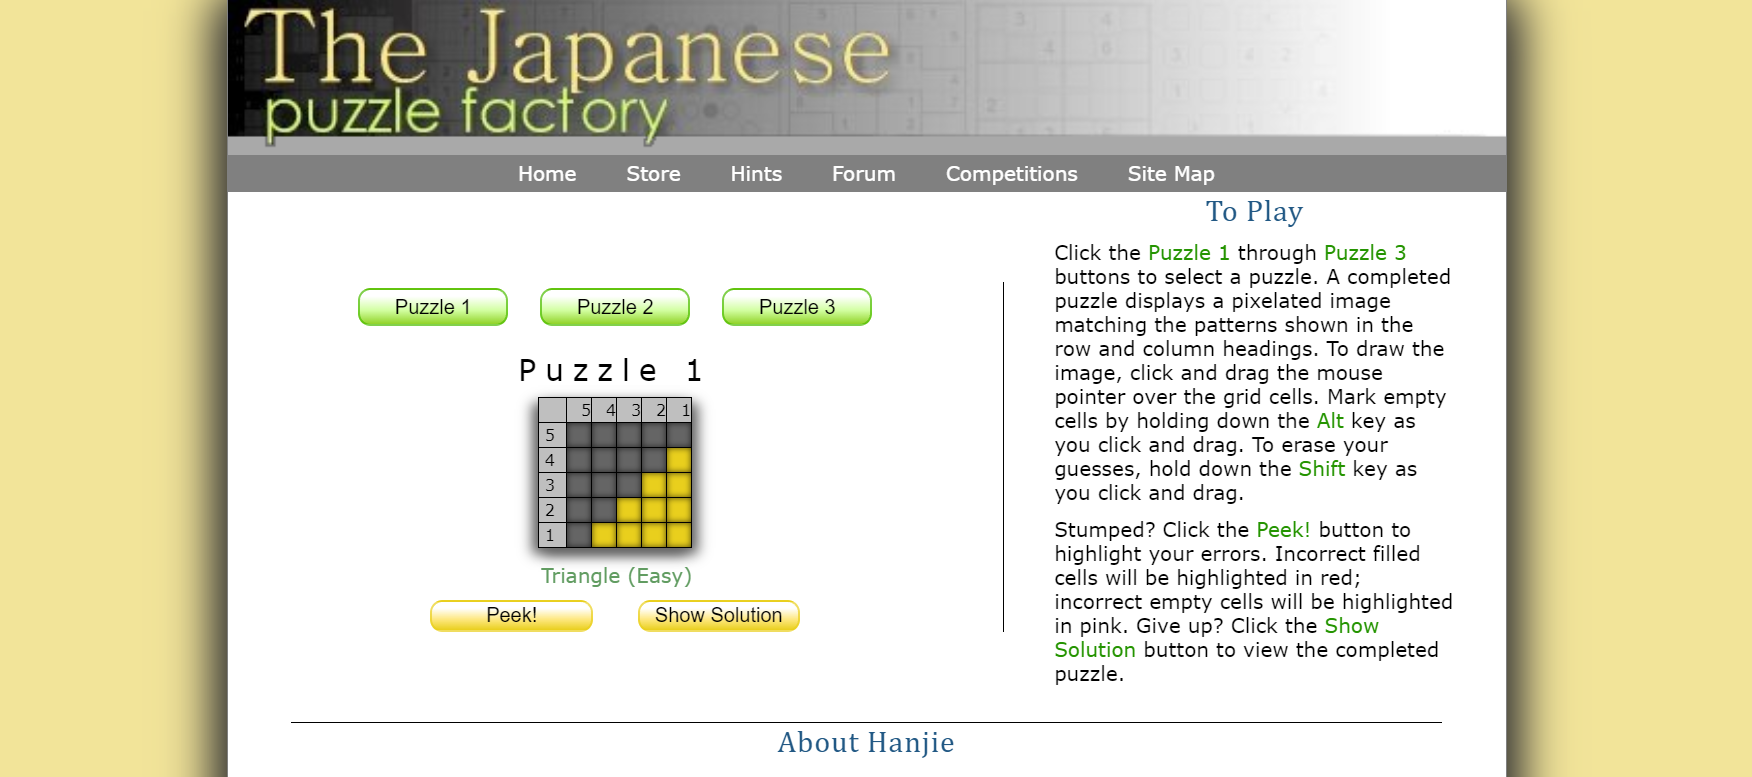 The Japanese
puzzle factory
Home Store Hints Forum Competitions Site Map
Puzzle 1 Puzzle 2 Puzzle 3
Puzzle 1
5 4 3 2 1
5
4
3
2
1
Triangle (Easy)
Peek! Show Solution
To Play
Click the Puzzle 1 through Puzzle 3
buttons to select a puzzle. A completed
puzzle displays a pixelated image
matching the patterns shown in the
row and column headings. To draw the
image, click and drag the mouse
pointer over the grid cells. Mark empty
cells by holding down the Alt key as
you click and drag. To erase your
guesses, hold down the Shift key as
you click and drag.
Stumped? Click the Peek! button to
highlight your errors. Incorrect filled
cells will be highlighted in red;
incorrect empty cells will be highlighted
in pink. Give up? Click the Show
Solution button to view the completed
puzzle.
About Hanjie